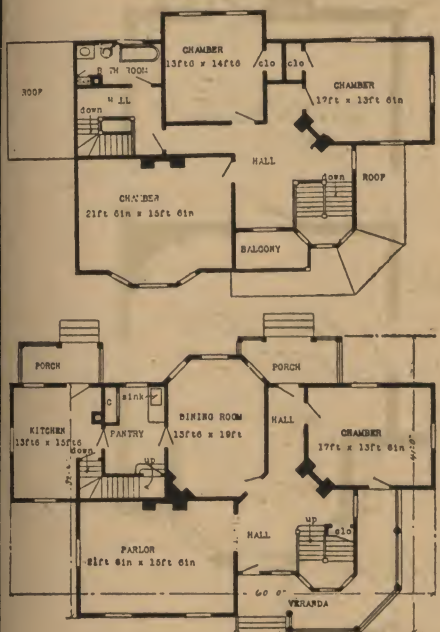 CHAMBER
13ft6 x 14ft6
clo
clo
CHAMBER
17ft x 13ft 6in
ROOF
down
HALL
down
ROOF
CHAMBER
21ft 6in x 15ft 6in
BALCONY
PORCH
PORCH
KITCHEN
13ft6 x 15ft6
C
sink
PANTRY
DINING ROOM
13ft6 x 19ft
HALL
CHAMBER
17ft x 13ft 6in
down
up
PARLOR
21ft 6in x 15ft 6in
HALL
up
clo
60' 0"
VERANDA